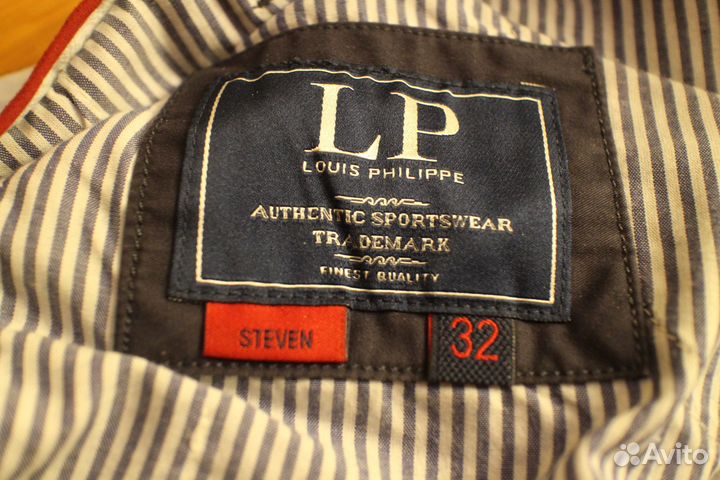 LP
LOUIS PHILIPPE
AUTHENTIC SPORTSWEAR
TRADEMARK
FINEST QUALITY
STEVEN
32
Avito